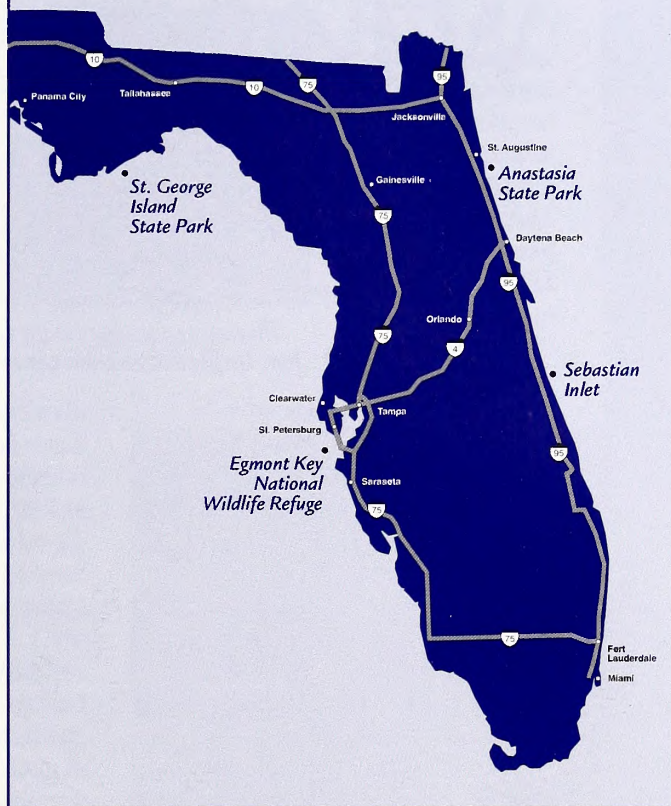 10
Tallahassee
10
75
95
Panama City
Jacksonville
St. Augustine
Anastasia
State Park
St. George
Island
State Park
Gainesville
75
Daytona Beach
95
Orlando
75
4
Sebastian
Inlet
Clearwater
Tampa
St. Petersburg
95
Egmont Key
National
Wildlife Refuge
Sarasota
75
75
Fort
Lauderdale
Miami